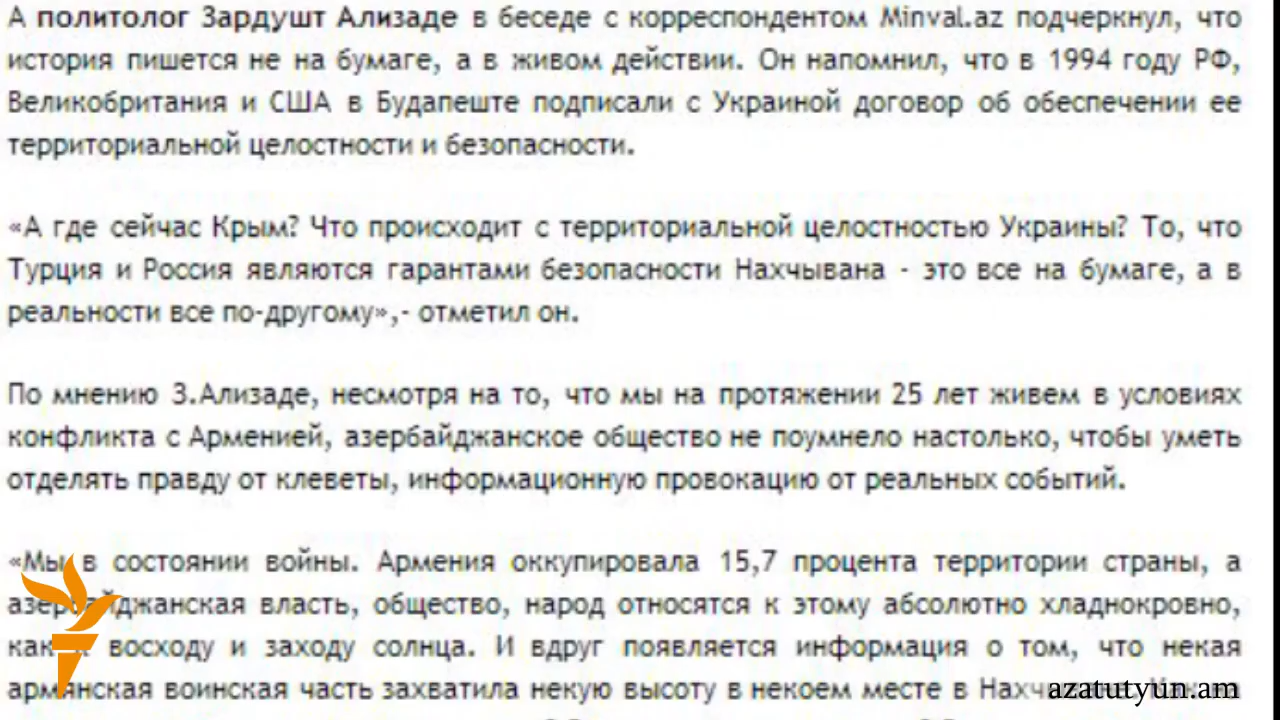 А политолог Зардушт Ализаде в беседе с корреспондентом Minval.az подчеркнул, что
история пишется не на бумаге, а в живом действии. Он напомнил, что в 1994 году РФ,
Великобритания и США в Будапеште подписали с Украиной договор об обеспечении ее
территориальной целостности и безопасности.
«А где сейчас Крым? Что происходит с территориальной целостностью Украины? То, что
Турция и Россия являются гарантами безопасности Нахчывана - это все на бумаге, а в
реальности все по-другому»,- отметил он.
По мнению З.Ализаде, несмотря на то, что мы на протяжении 25 лет живем в условиях
конфликта с Арменией, азербайджанское общество не поумнело настолько, чтобы уметь
отделять правду от клеветы, информационную провокацию от реальных событий.
«Мы в состоянии войны. Армения оккупировала 15,7 процента территории страны, а
азербайджанская власть, общество, народ относятся к этому абсолютно хладнокровно,
как к восходу и заходу солнца. И вдруг появляется информация о том, что некая
армянская воинская часть захватила некую высоту в некоем месте в
azatutyun.am